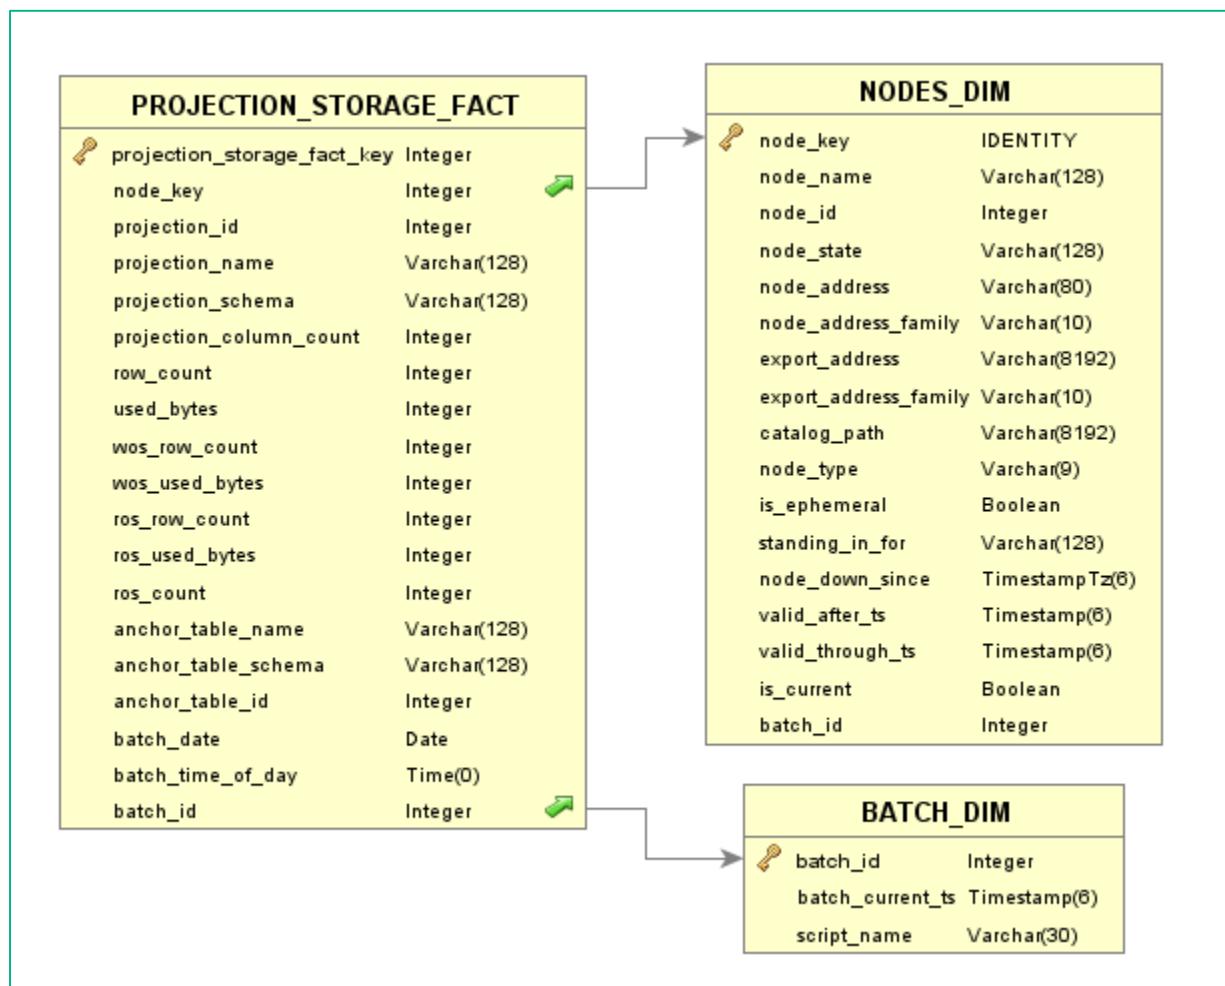 PROJECTION_STORAGE_FACT
projection_storage_fact_key Integer
node_key Integer
projection_id Integer
projection_name Varchar(128)
projection_schema Varchar(128)
projection_column_count Integer
row_count Integer
used_bytes Integer
wos_row_count Integer
wos_used_bytes Integer
ros_row_count Integer
ros_used_bytes Integer
ros_count Integer
anchor_table_name Varchar(128)
anchor_table_schema Varchar(128)
anchor_table_id Integer
batch_date Date
batch_time_of_day Time(0)
batch_id Integer
NODES_DIM
node_key IDENTITY
node_name Varchar(128)
node_id Integer
node_state Varchar(128)
node_address Varchar(80)
node_address_family Varchar(10)
export_address Varchar(8192)
export_address_family Varchar(10)
catalog_path Varchar(8192)
node_type Varchar(9)
is_ephemeral Boolean
standing_in_for Varchar(128)
node_down_since TimestampTz(6)
valid_after_ts Timestamp(6)
valid_through_ts Timestamp(6)
is_current Boolean
batch_id Integer
BATCH_DIM
batch_id Integer
batch_current_ts Timestamp(6)
script_name Varchar(30)